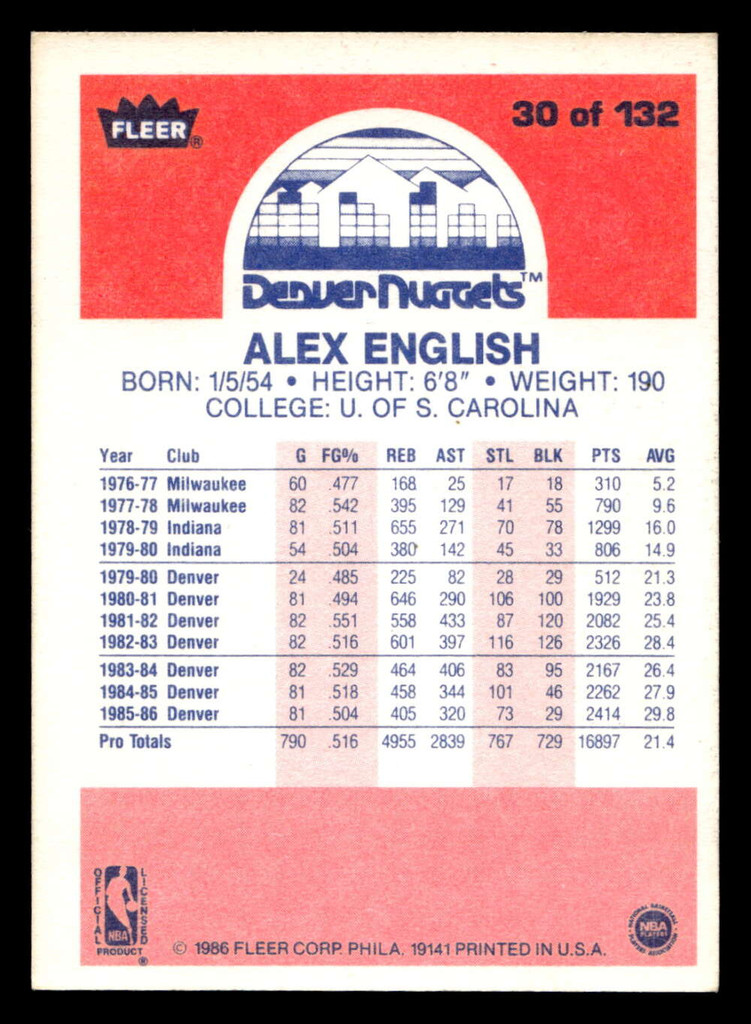 FLEER®
30 of 132
Denver Nuggets™
ALEX ENGLISH
BORN: 1/5/54 • HEIGHT: 6'8" • WEIGHT: 190
COLLEGE: U. OF S. CAROLINA
Year Club G FG% REB AST STL BLK PTS AVG
1976-77 Milwaukee 60 .477 168 25 17 18 310 5.2
1977-78 Milwaukee 82 .542 395 129 41 55 790 9.6
1978-79 Indiana 81 .511 655 271 70 78 1299 16.0
1979-80 Indiana 54 .504 380 142 45 33 806 14.9
1979-80 Denver 24 .485 225 82 28 29 512 21.3
1980-81 Denver 81 .494 646 290 106 100 1929 23.8
1981-82 Denver 82 .551 558 433 87 120 2082 25.4
1982-83 Denver 82 .516 601 397 116 126 2326 28.4
1983-84 Denver 82 .529 464 406 83 95 2167 26.4
1984-85 Denver 81 .518 458 344 101 46 2262 27.9
1985-86 Denver 81 .504 405 320 73 29 2414 29.8
Pro Totals 790 .516 4955 2839 767 729 16897 21.4
OFFICIAL LICENSED
NBA
PRODUCT ®
© 1986 FLEER CORP. PHILA. 19141 PRINTED IN U.S.A.
NATIONAL BASKETBALL
NBA
PLAYERS
PLAYERS ASSOCIATION